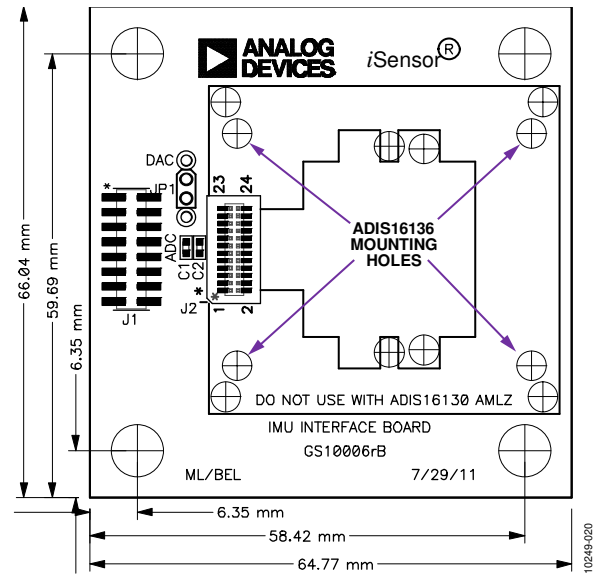 ANALOG
DEVICES
iSensor®
DAC
JP1
23 24
*
ADC
C1 C2
J2
*
*
1 2
J1
ADIS16136
MOUNTING
HOLES
66.04 mm
59.69 mm
6.35 mm
DO NOT USE WITH ADIS16130 AMLZ
IMU INTERFACE BOARD
GS10006rB
ML/BEL
7/29/11
6.35 mm
58.42 mm
64.77 mm
10249-020